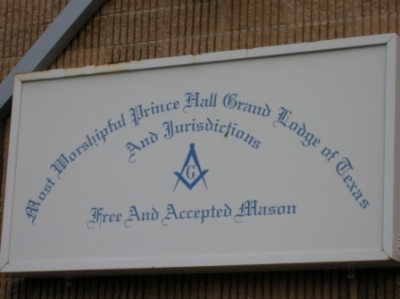 Most Worshipful Prince Hall Grand Lodge of Texas
And Jurisdictions
G
Free And Accepted Mason